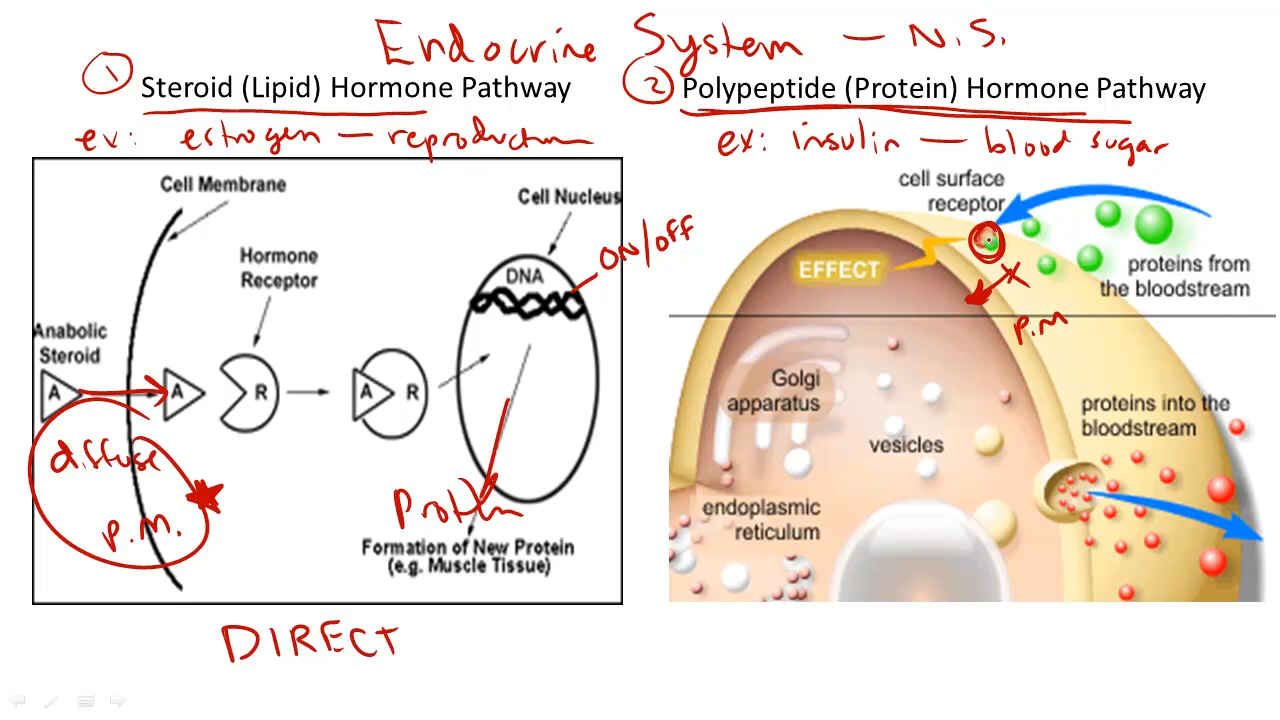 Endocrine System — N.S.
① Steroid (Lipid) Hormone Pathway
ex: estrogen — reproduction
Cell Membrane
Cell Nucleus
Hormone
Receptor
DNA
ON/OFF
Anabolic
Steroid
A
A
R
A
R
diffuse
p.m.
Protein
Formation of New Protein
(e.g. Muscle Tissue)
DIRECT
② Polypeptide (Protein) Hormone Pathway
ex: insulin — blood sugar
cell surface
receptor
EFFECT
proteins from
the bloodstream
p.m
Golgi
apparatus
vesicles
proteins into the
bloodstream
endoplasmic
reticulum